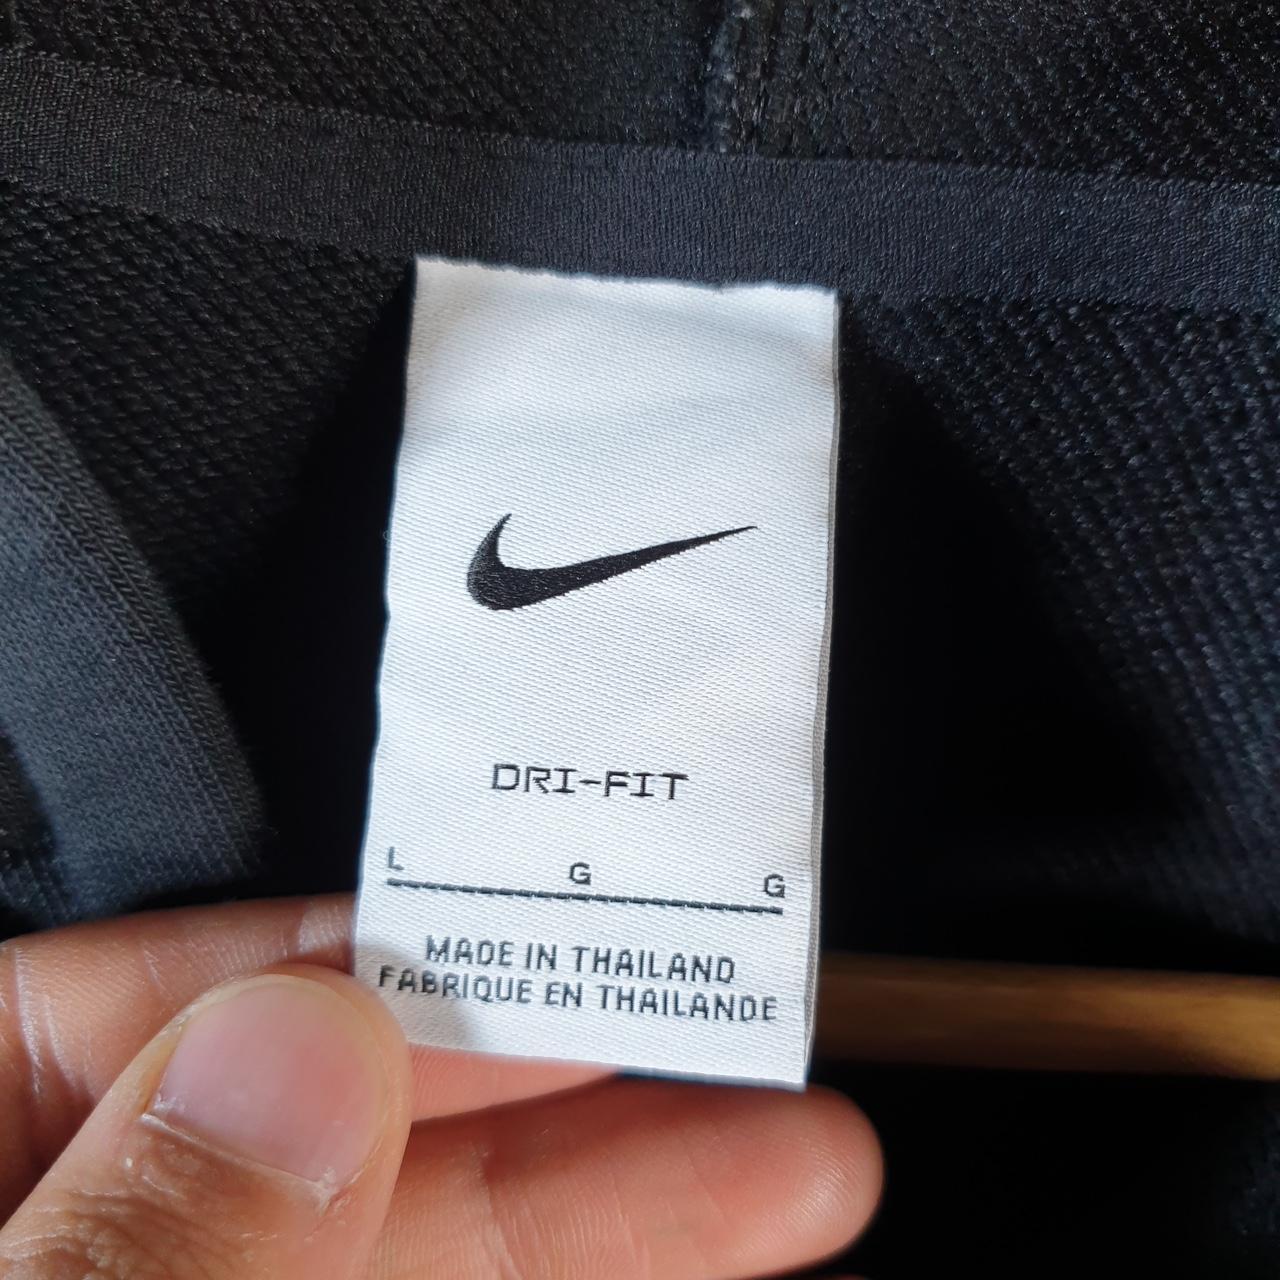 DRI-FIT
L G G
MADE IN THAILAND
FABRIQUE EN THAILANDE